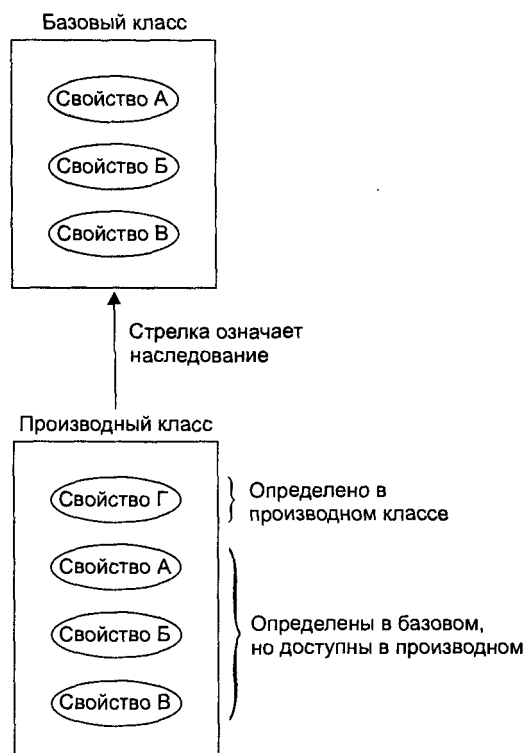 Базовый класс
Свойство А
Свойство Б
Свойство В
Стрелка означает
наследование
Производный класс
Свойство Г
Определено в
производном классе
Свойство А
Свойство Б
Свойство В
Определены в базовом,
но доступны в производном